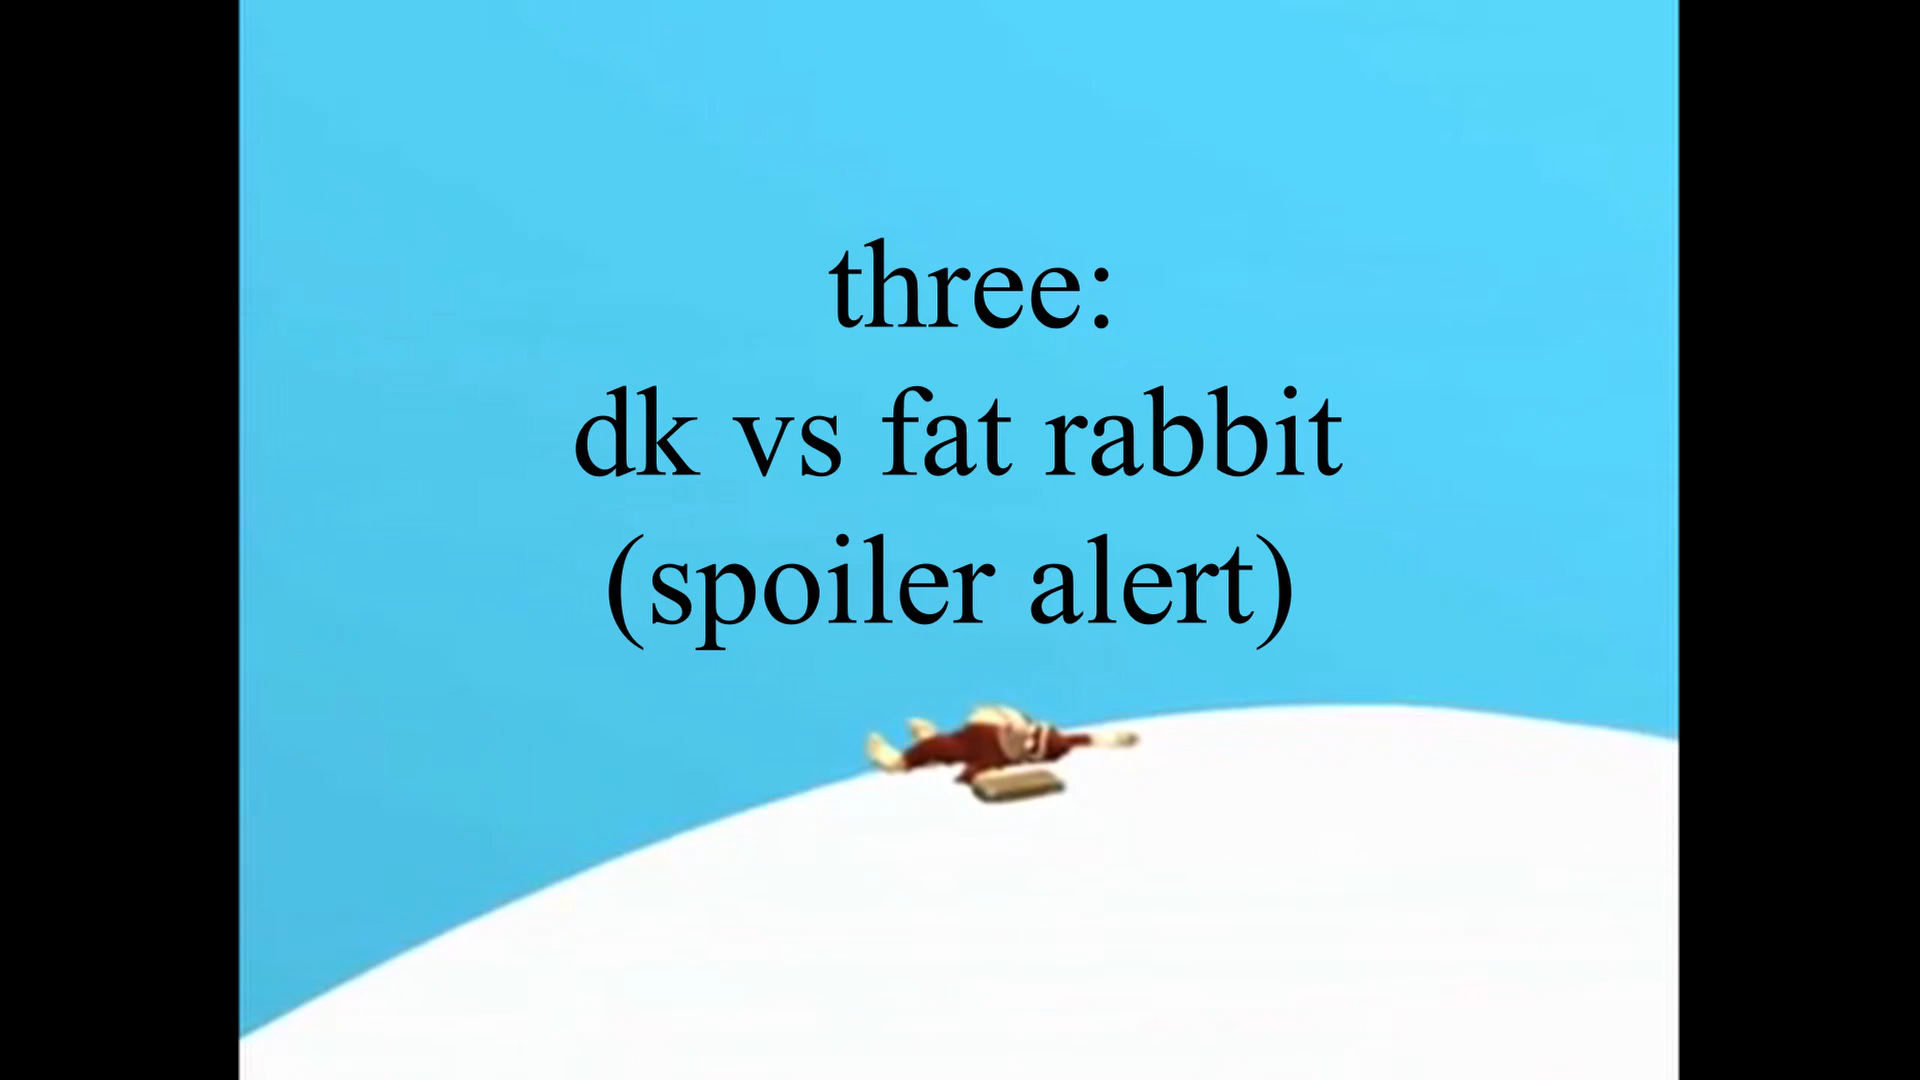 three:
dk vs fat rabbit
(spoiler alert)